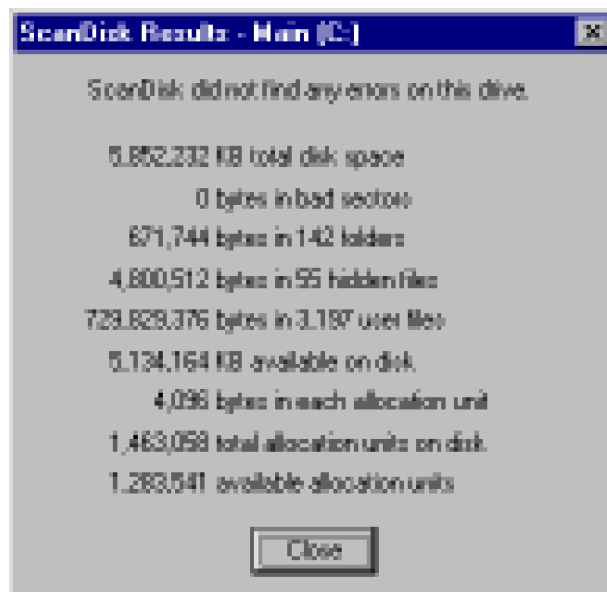 ScanDisk Results - Main (C:)
ScanDisk did not find any errors on this drive.
5,852,232 KB total disk space
0 bytes in bad sectors
671,744 bytes in 142 folders
4,800,512 bytes in 55 hidden files
729,829,376 bytes in 3,197 user files
5,134,164 KB available on disk
4,096 bytes in each allocation unit
1,463,058 total allocation units on disk
1,283,541 available allocation units
Close